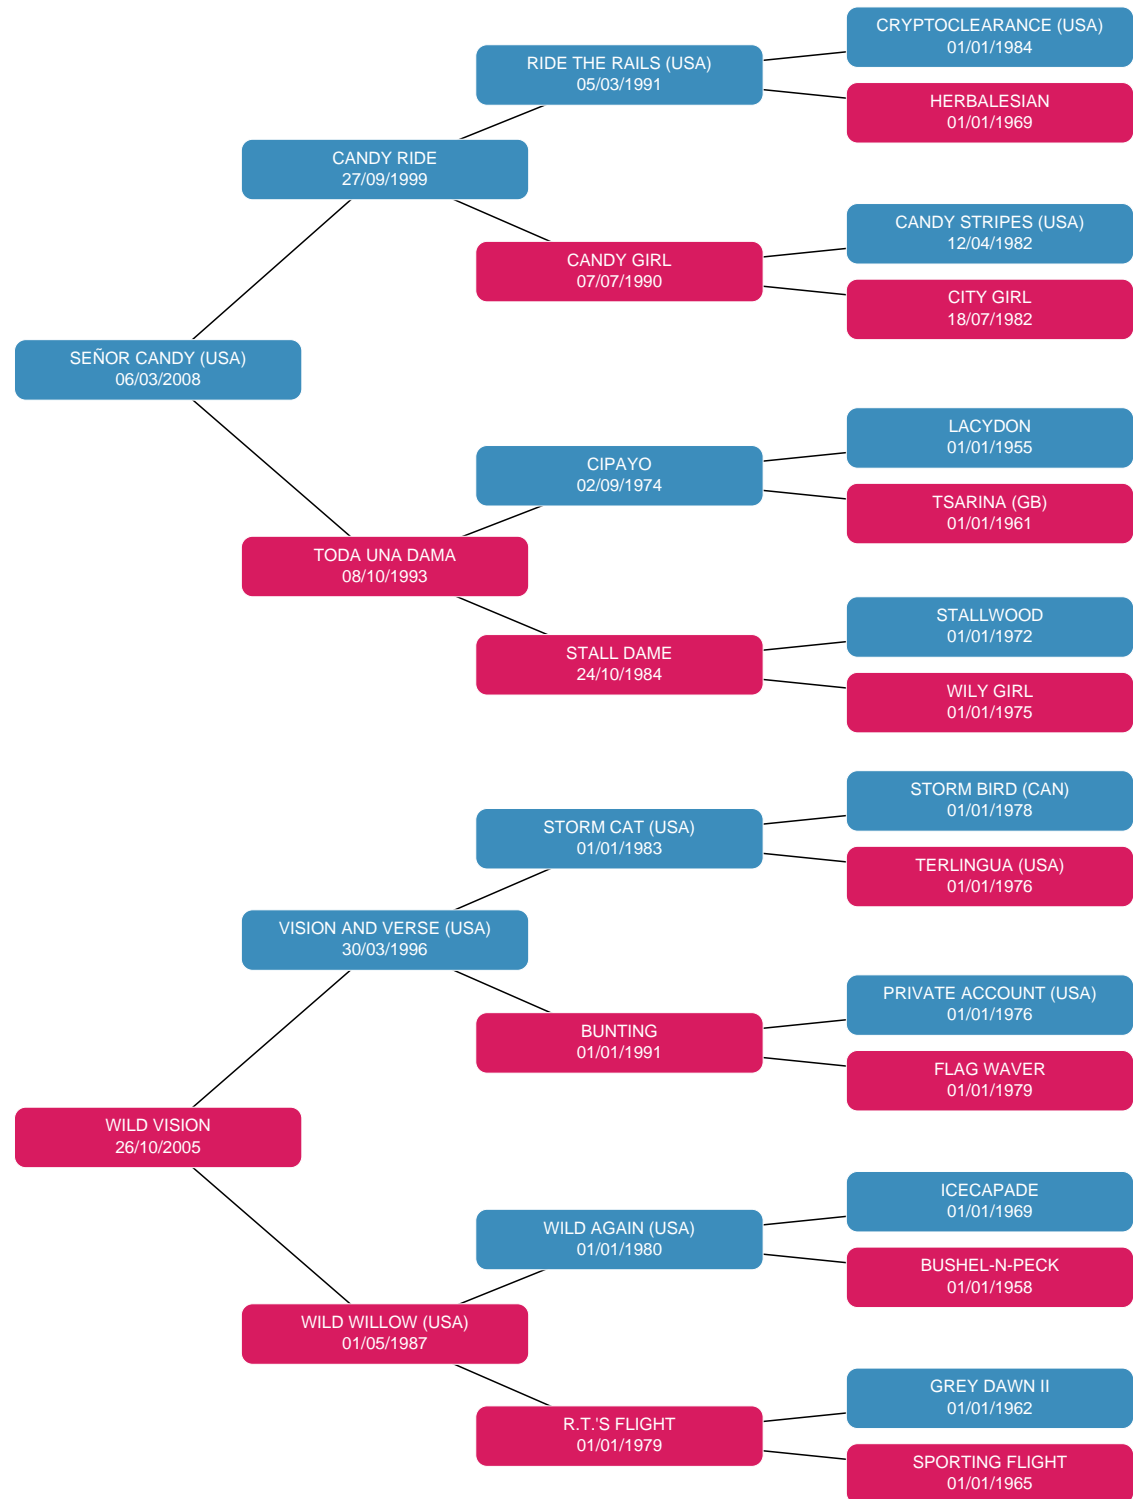 CRYPTOCLEARANCE (USA)
01/01/1984
RIDE THE RAILS (USA)
05/03/1991
HERBALESIAN
01/01/1969
CANDY RIDE
27/09/1999
CANDY STRIPES (USA)
12/04/1982
CANDY GIRL
07/07/1990
CITY GIRL
18/07/1982
SEÑOR CANDY (USA)
06/03/2008
LACYDON
01/01/1955
CIPAYO
02/09/1974
TSARINA (GB)
01/01/1961
TODA UNA DAMA
08/10/1993
STALLWOOD
01/01/1972
STALL DAME
24/10/1984
WILY GIRL
01/01/1975
STORM BIRD (CAN)
01/01/1978
STORM CAT (USA)
01/01/1983
TERLINGUA (USA)
01/01/1976
VISION AND VERSE (USA)
30/03/1996
PRIVATE ACCOUNT (USA)
01/01/1976
BUNTING
01/01/1991
FLAG WAVER
01/01/1979
WILD VISION
26/10/2005
ICECAPADE
01/01/1969
WILD AGAIN (USA)
01/01/1980
BUSHEL-N-PECK
01/01/1958
WILD WILLOW (USA)
01/05/1987
GREY DAWN II
01/01/1962
R.T.'S FLIGHT
01/01/1979
SPORTING FLIGHT
01/01/1965